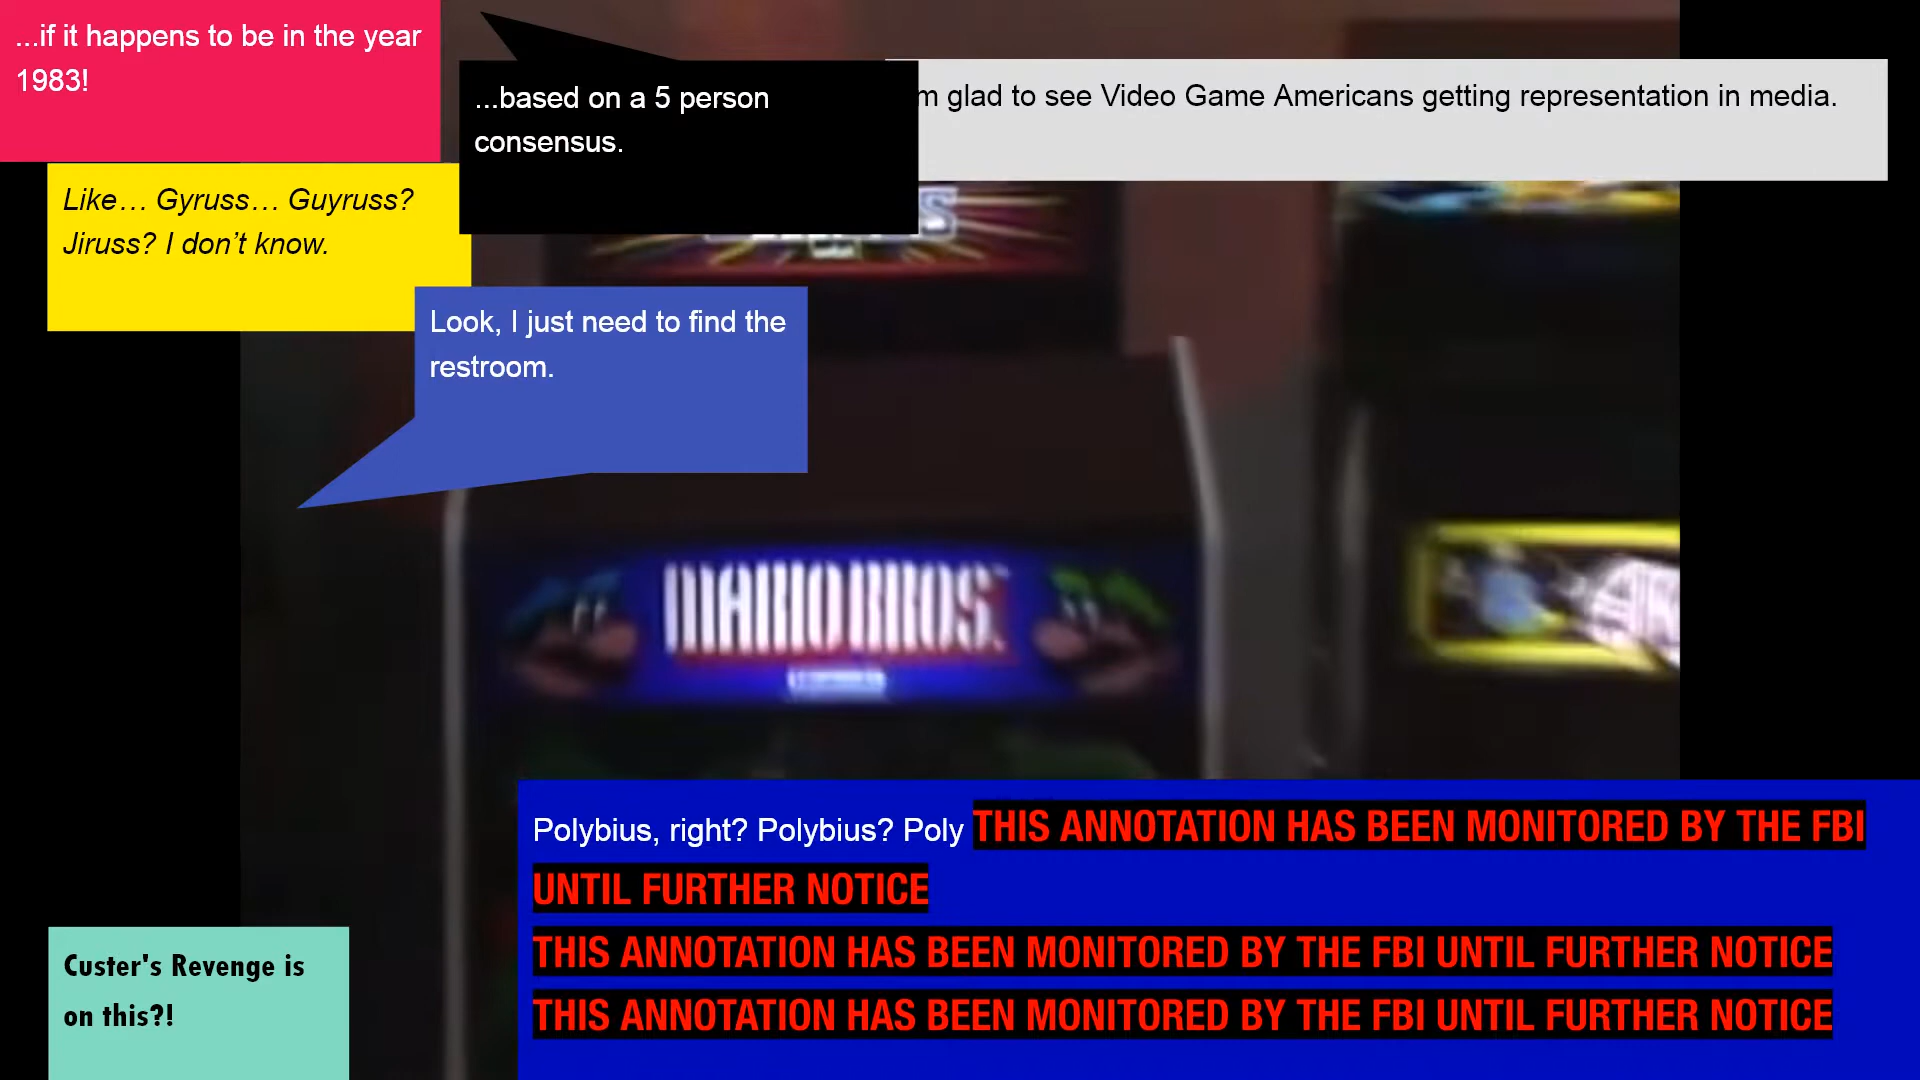 ...if it happens to be in the year
1983!
...based on a 5 person
consensus.
m glad to see Video Game Americans getting representation in media.
Like… Gyruss… Guyruss?
Jiruss? I don’t know.
Look, I just need to find the
restroom.
MARIO BROS.
Polybius, right? Polybius? Poly THIS ANNOTATION HAS BEEN MONITORED BY THE FBI
UNTIL FURTHER NOTICE
THIS ANNOTATION HAS BEEN MONITORED BY THE FBI UNTIL FURTHER NOTICE
THIS ANNOTATION HAS BEEN MONITORED BY THE FBI UNTIL FURTHER NOTICE
Custer's Revenge is
on this?!